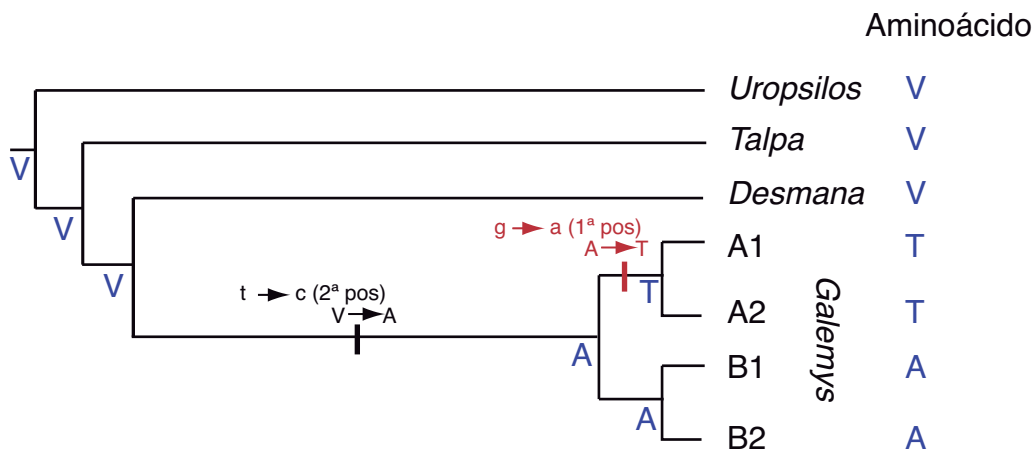 Aminoácido
Uropsilos V
Talpa V
V
Desmana V
V
g → a (1ª pos)
A → T
A1 T
V
T
t → c (2ª pos)
V → A
A2 T
Galemys
A
B1 A
A
B2 A